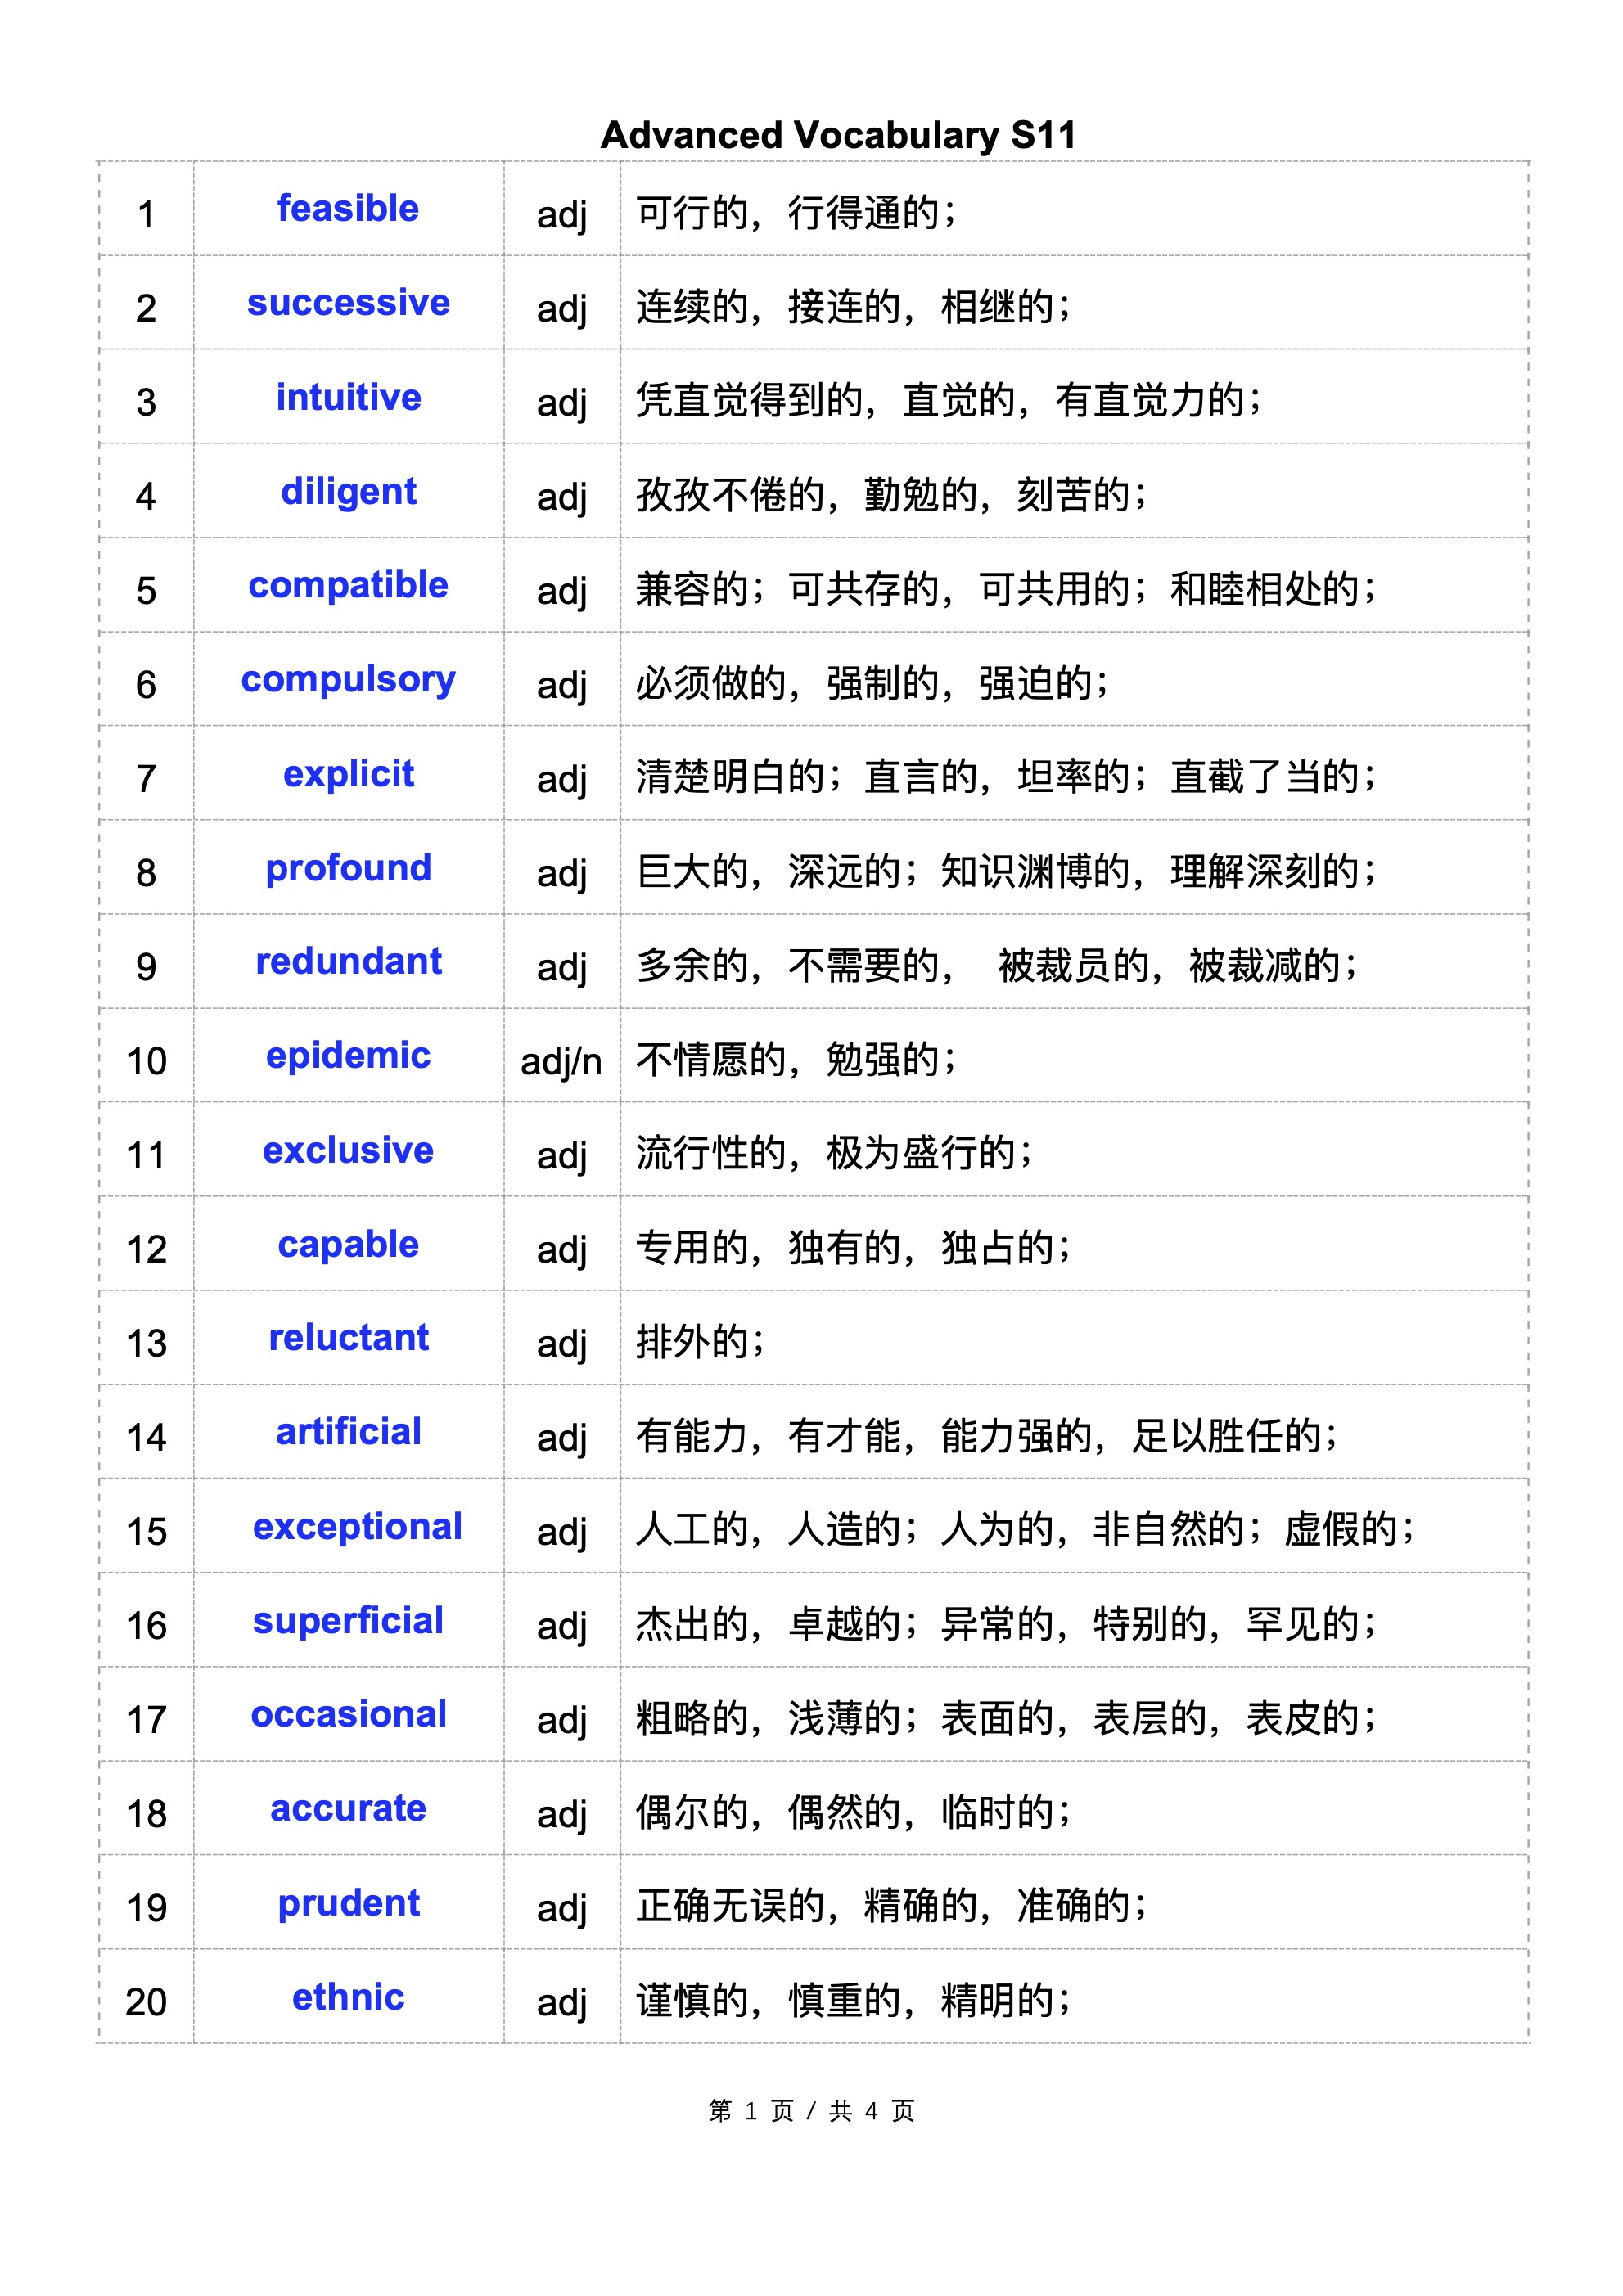 Advanced Vocabulary S11
1 feasible adj 可行的，行得通的；
2 successive adj 连续的，接连的，相继的；
3 intuitive adj 凭直觉得到的，直觉的，有直觉力的；
4 diligent adj 孜孜不倦的，勤勉的，刻苦的；
5 compatible adj 兼容的；可共存的，可共用的；和睦相处的；
6 compulsory adj 必须做的，强制的，强迫的；
7 explicit adj 清楚明白的；直言的，坦率的；直截了当的；
8 profound adj 巨大的，深远的；知识渊博的，理解深刻的；
9 redundant adj 多余的，不需要的， 被裁员的，被裁减的；
10 epidemic adj/n 不情愿的，勉强的；
11 exclusive adj 流行性的，极为盛行的；
12 capable adj 专用的，独有的，独占的；
13 reluctant adj 排外的；
14 artificial adj 有能力，有才能，能力强的，足以胜任的；
15 exceptional adj 人工的，人造的；人为的，非自然的；虚假的；
16 superficial adj 杰出的，卓越的；异常的，特别的，罕见的；
17 occasional adj 粗略的，浅薄的；表面的，表层的，表皮的；
18 accurate adj 偶尔的，偶然的，临时的；
19 prudent adj 正确无误的，精确的，准确的；
20 ethnic adj 谨慎的，慎重的，精明的；
第 1 页 / 共 4 页